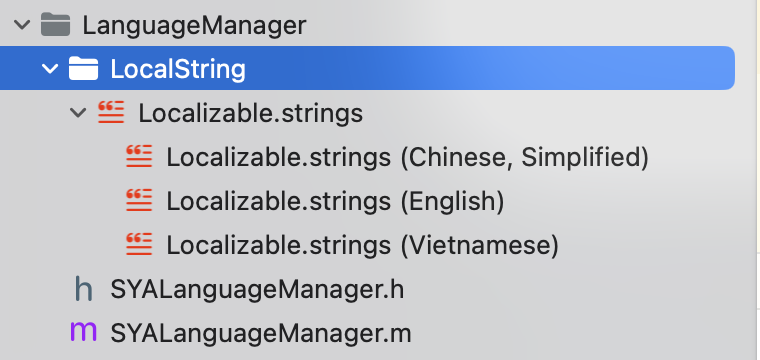 LanguageManager
LocalString
Localizable.strings
Localizable.strings (Chinese, Simplified)
Localizable.strings (English)
Localizable.strings (Vietnamese)
h SYALanguageManager.h
m SYALanguageManager.m